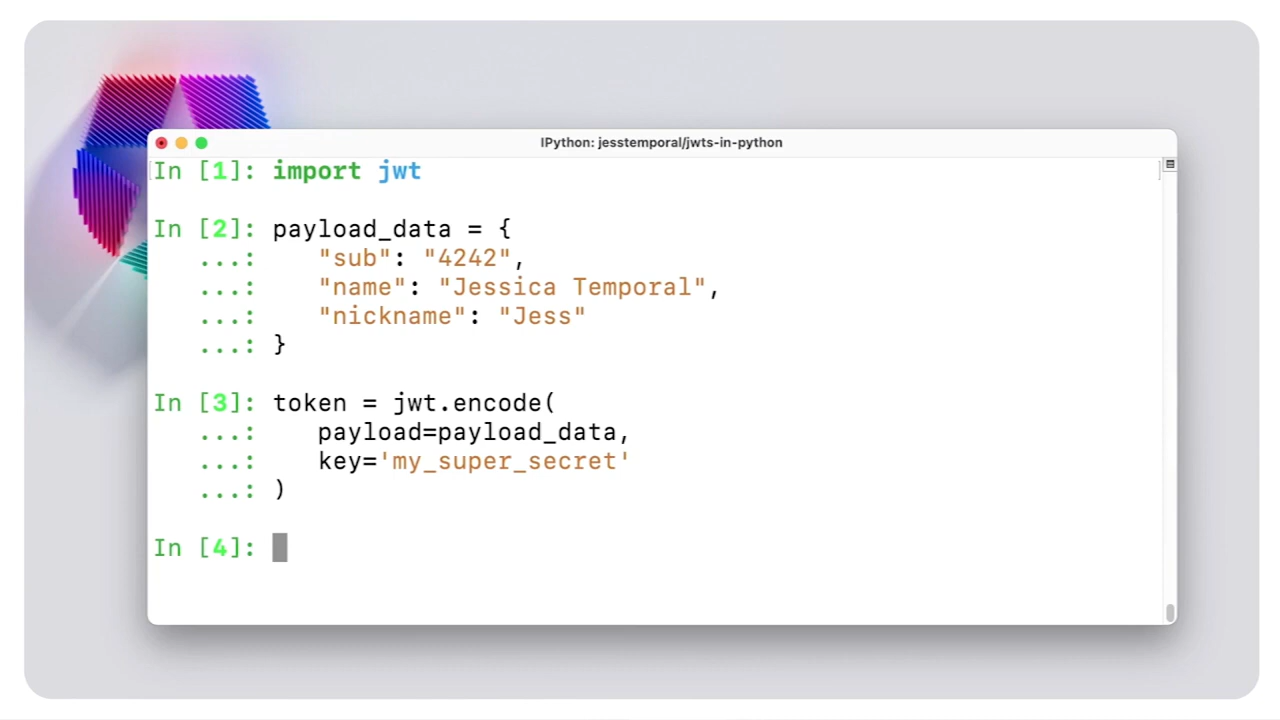 IPython: jesstemporal/jwts-in-python
In [1]: import jwt
In [2]: payload_data = {
   ...:    "sub": "4242",
   ...:    "name": "Jessica Temporal",
   ...:    "nickname": "Jess"
   ...: }
In [3]: token = jwt.encode(
   ...:    payload=payload_data,
   ...:    key='my_super_secret'
   ...: )
In [4]: